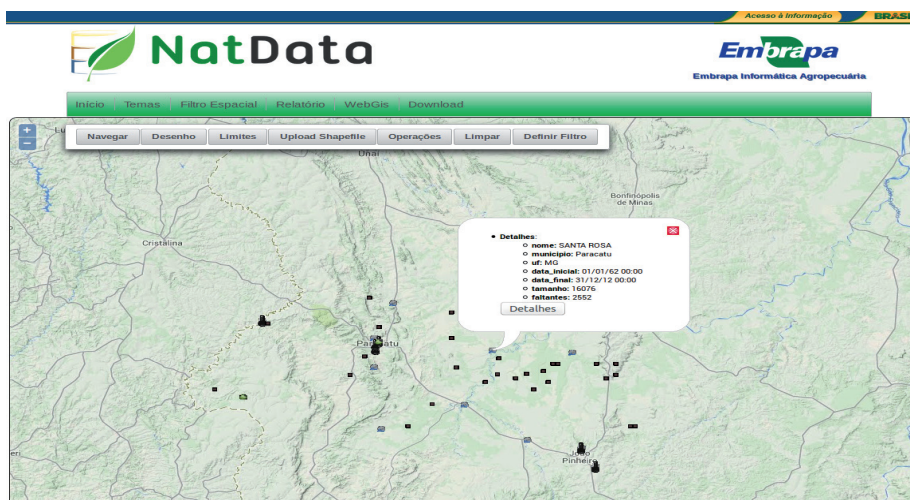 Acesso à Informação BRASI
NatData
Embrapa
Embrapa Informática Agropecuária
Início Temas Filtro Espacial Relatório WebGis Download
+
−
Navegar Desenho Limites Upload Shapefile Operações Limpar Definir Filtro
Unaí
Bonfinópolis
de Minas
Cristalina
Detalhes:
nome: SANTA ROSA
municipio: Paracatu
uf: MG
data_inicial: 01/01/62 00:00
data_final: 31/12/12 00:00
tamanho: 16076
faltantes: 2552
Detalhes
Paracatu
João
Pinheiro